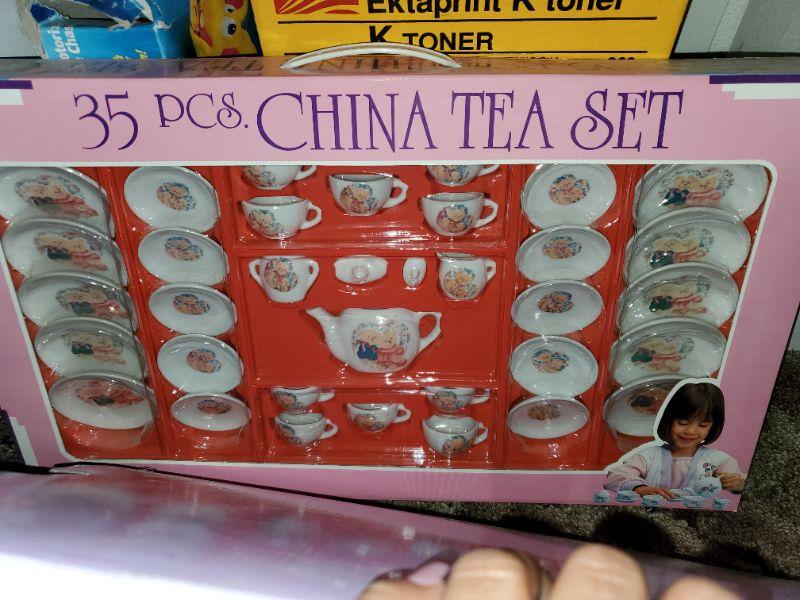 Ektaprint K toner
K TONER
35 PCS. CHINA TEA SET